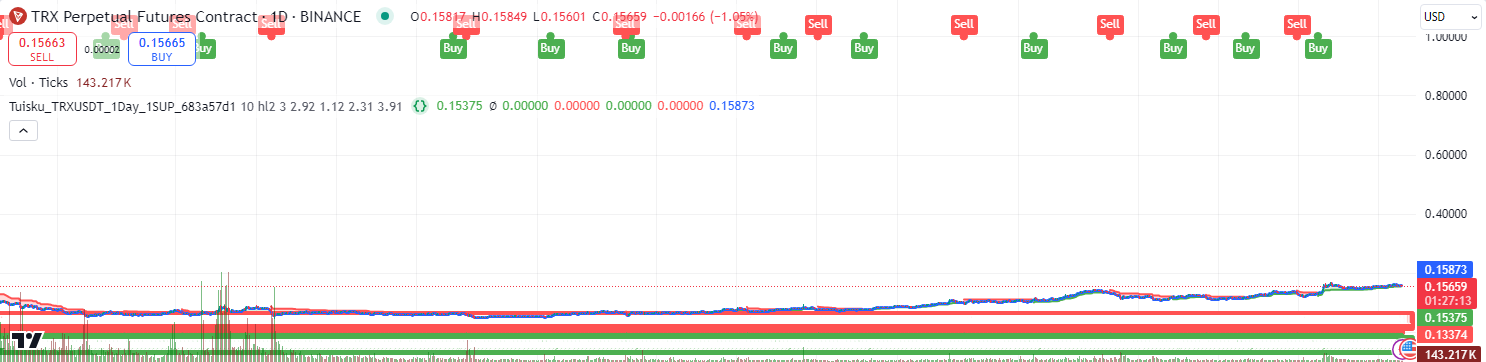 TRX Perpetual Futures Contract · 1D · BINANCE O0.15817 H0.15849 L0.15601 C0.15659 −0.00166 (−1.05%)
USD
Sell Sell Sell Sell Sell Sell Sell Sell Sell Sell
1.00000
0.15663 SELL
0.00002
0.15665 BUY
Buy Buy Buy Buy Buy Buy Buy Buy Buy Buy
Vol · Ticks 143.217K
0.80000
Tuisku_TRXUSDT_1Day_1SUP_683a57d1 10 hl2 3 2.92 1.12 2.31 3.91 {} 0.15375 Ø 0.00000 0.00000 0.00000 0.00000 0.15873
0.60000
0.40000
0.15873
0.15659
01:27:13
0.15375
0.13374
143.217K